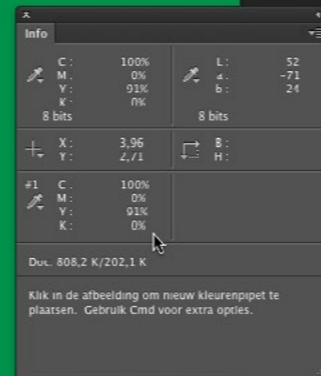 Info
C: 100% L: 52
M: 0% a: -71
Y: 91% b: 24
K: 0%
8 bits 8 bits
X: 3,96 B:
Y: 2,71 H:
#1 C: 100%
M: 0%
Y: 91%
K: 0%
Doc: 808,2 K/202,1 K
Klik in de afbeelding om nieuw kleurenpipet te
plaatsen. Gebruik Cmd voor extra opties.